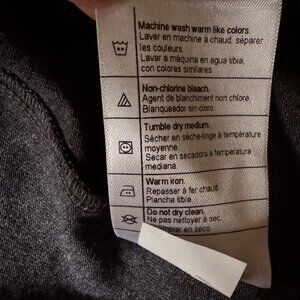 Machine wash warm like colors.
Laver en machine à chaud, séparer
les couleurs.
Lavar a máquina en agua tibia,
con colores similares.
Non-chlorine bleach.
Agent de blanchiment non chloré.
Blanqueador sin cloro.
Tumble dry medium.
Sécher en sèche-linge à température
moyenne.
Secar en secadora a temperatura
mediana.
Warm iron.
Repasser à fer chaud.
Plancha tibia.
Do not dry clean.
Ne pas nettoyer à sec.
limpiar en seco